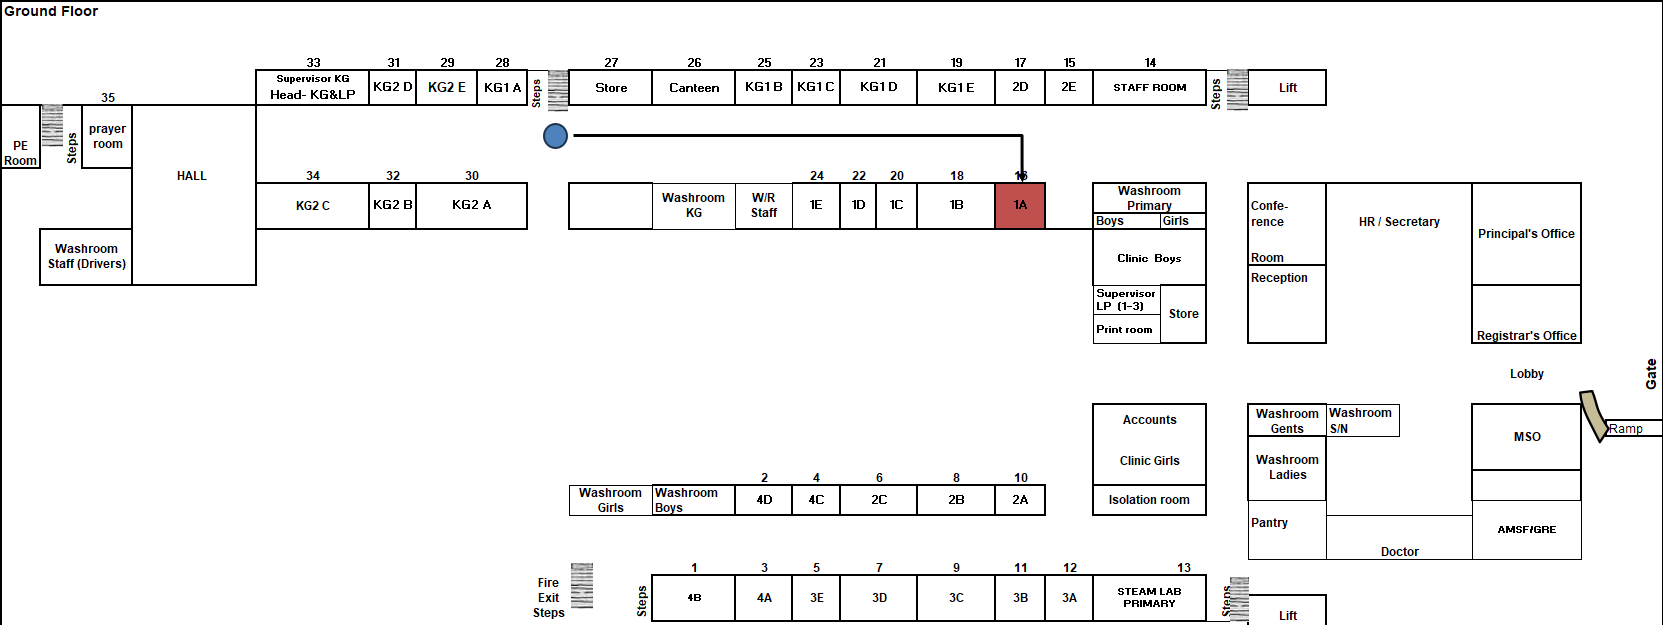 Ground Floor
33
31
29
28
27
26
25
23
21
19
17
15
14
Supervisor KG
Head- KG&LP
KG2 D
KG2 E
KG1 A
Steps
Store
Canteen
KG1 B
KG1 C
KG1 D
KG1 E
2D
2E
STAFF ROOM
Steps
Lift
35
PE
Room
Steps
prayer
room
HALL
34
32
30
24
22
20
18
16
KG2 C
KG2 B
KG2 A
Washroom
KG
W/R
Staff
1E
1D
1C
1B
1A
Washroom
Primary
Boys
Girls
Confe-
rence
Room
HR / Secretary
Principal's Office
Washroom
Staff (Drivers)
Clinic Boys
Reception
Supervisor
LP (1-3)
Store
Print room
Registrar's Office
Lobby
Gate
Accounts
Clinic Girls
Isolation room
Washroom
Gents
Washroom
S/N
Washroom
Ladies
MSO
Ramp
2
4
6
8
10
Washroom
Girls
Washroom
Boys
4D
4C
2C
2B
2A
Pantry
Doctor
AMSF/GRE
1
3
5
7
9
11
12
13
Fire
Exit
Steps
Steps
4B
4A
3E
3D
3C
3B
3A
STEAM LAB
PRIMARY
Steps
Lift